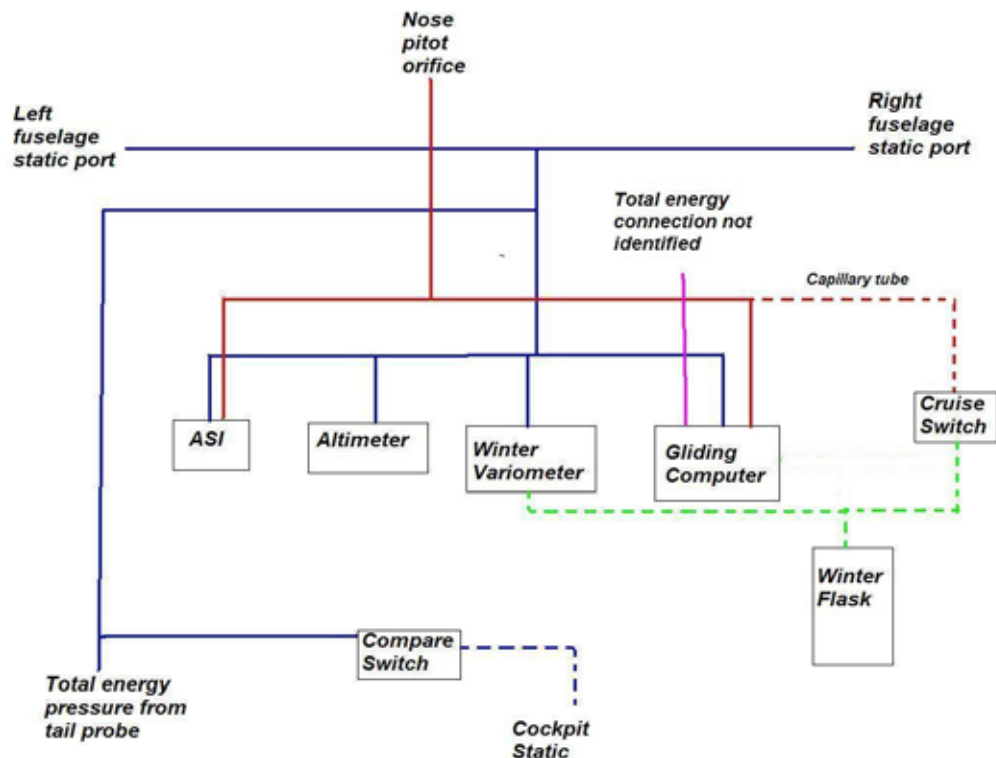 Nose
pitot
orifice
Left
fuselage
static port
Right
fuselage
static port
Total energy
connection not
identified
Capillary tube
ASI
Altimeter
Winter
Variometer
Gliding
Computer
Cruise
Switch
Winter
Flask
Compare
Switch
Total energy
pressure from
tail probe
Cockpit
Static